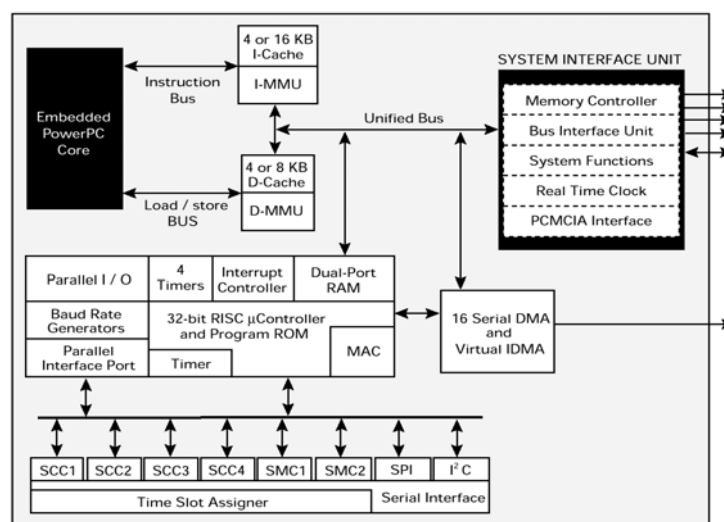 4 or 16 KB
I-Cache
I-MMU
Instruction
Bus
Embedded
PowerPC
Core
Unified Bus
4 or 8 KB
D-Cache
D-MMU
Load / store
BUS
SYSTEM INTERFACE UNIT
Memory Controller
Bus Interface Unit
System Functions
Real Time Clock
PCMCIA Interface
Parallel I / O
4
Timers
Interrupt
Controller
Dual-Port
RAM
Baud Rate
Generators
32-bit RISC µController
and Program ROM
Parallel
Interface Port
Timer
MAC
16 Serial DMA
and
Virtual IDMA
SCC1
SCC2
SCC3
SCC4
SMC1
SMC2
SPI
I² C
Time Slot Assigner
Serial Interface